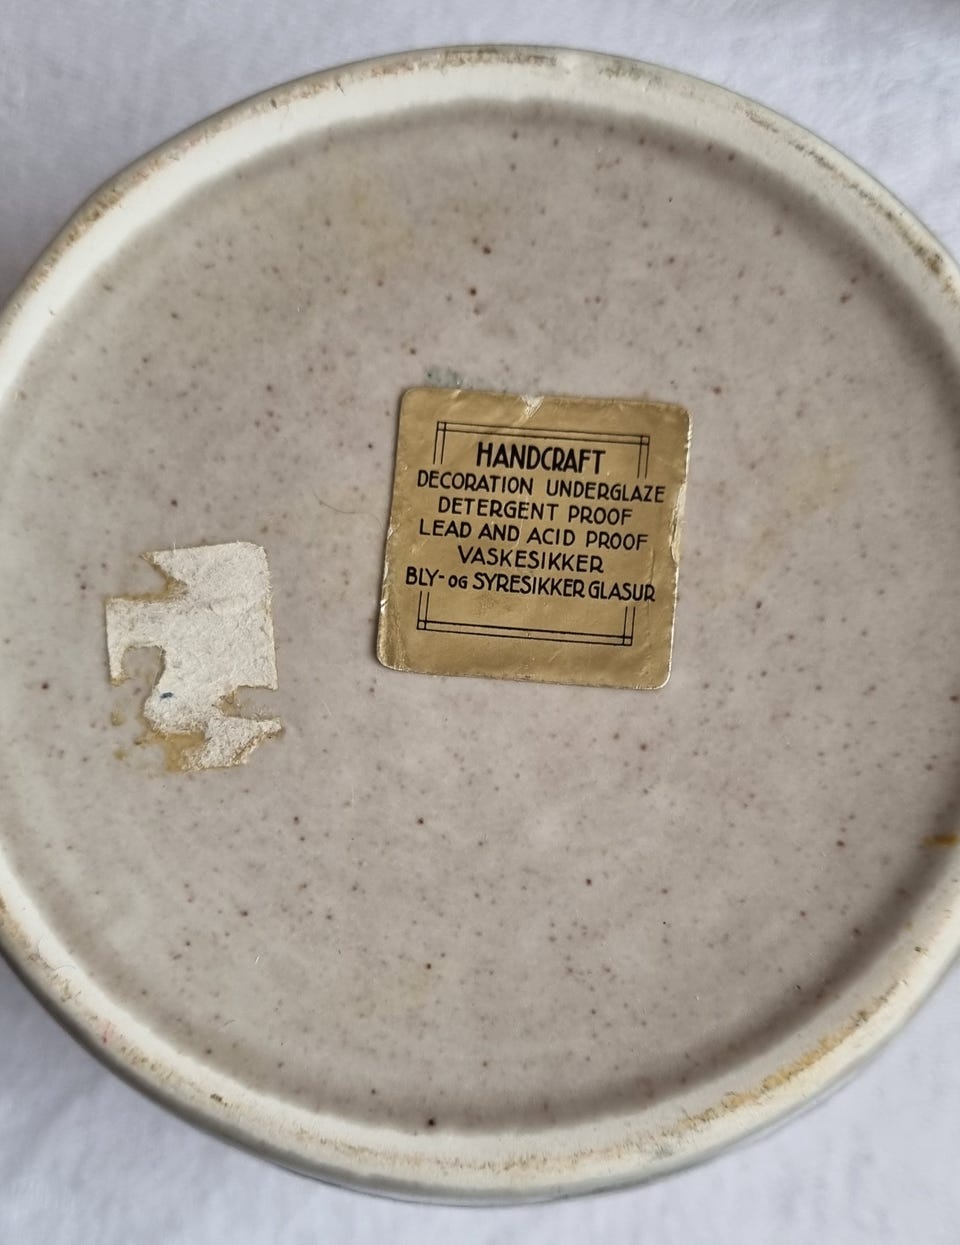 HANDCRAFT
DECORATION UNDERGLAZE
DETERGENT PROOF
LEAD AND ACID PROOF
VASKESIKKER
BLY- OG SYRESIKKER GLASUR